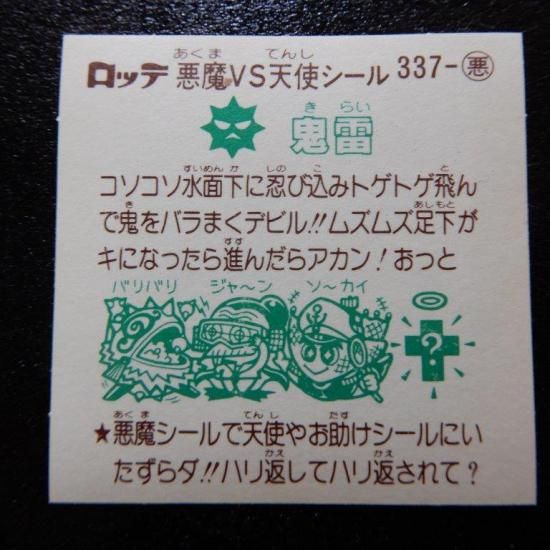 ロッテ 悪魔VS天使シール 337-悪
鬼雷
コソコソ水面下に忍び込みトゲトゲ飛ん
で鬼をバラまくデビル!!ムズムズ足下が
キになったら進んだらアカン!おっと
バリバリ ジャ〜ン ソ〜カイ
?
★悪魔シールで天使やお助けシールにい
たずらダ!!ハリ返してハリ返されて?